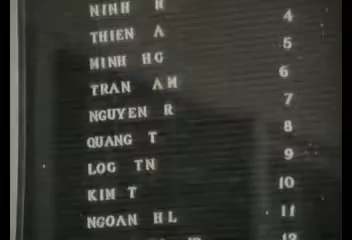 NINH R 4
THIEN A 5
MINH HG 6
TRAN AM 7
NGUYEN R 8
QUANG T 9
LOG TN 10
KIM T 11
NGOAN HL 12